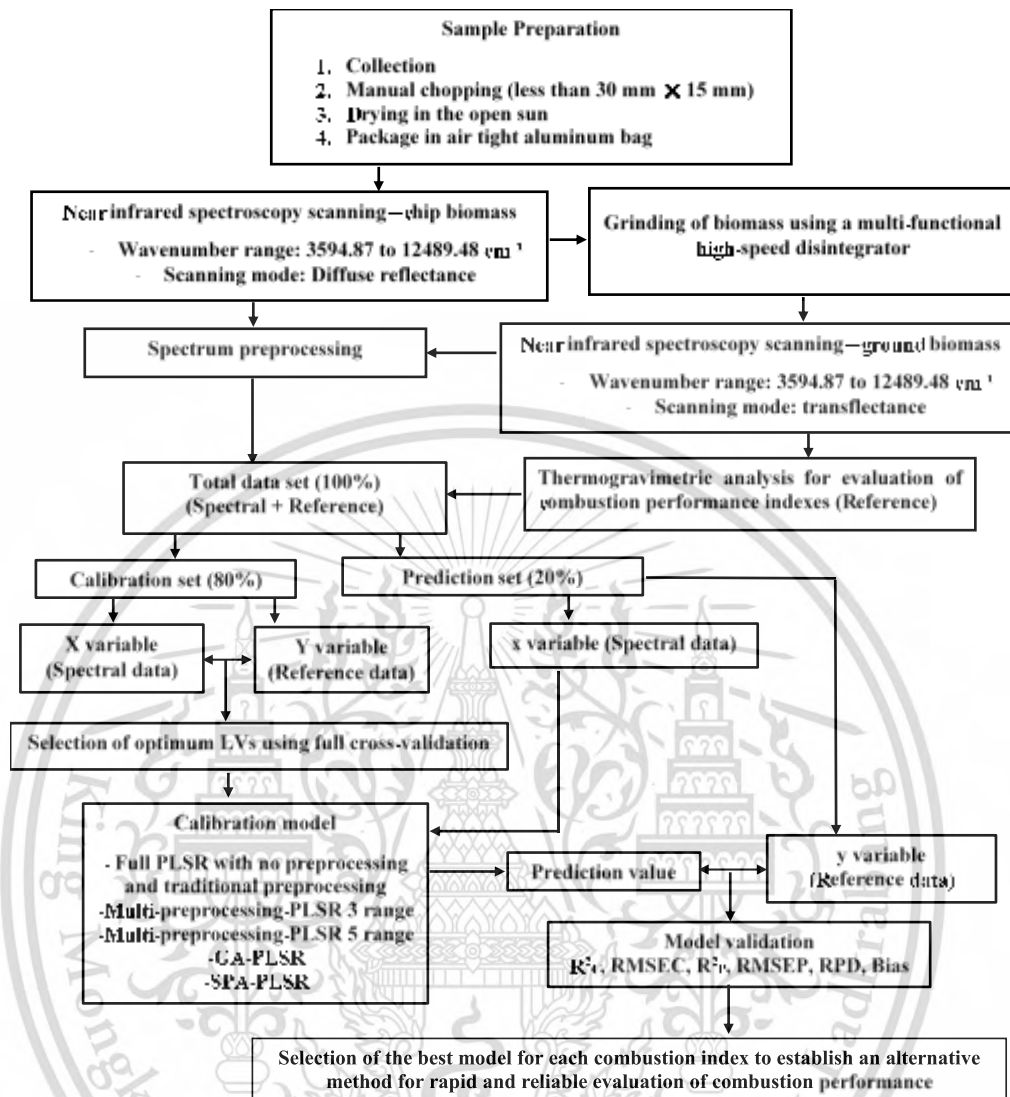 Sample Preparation
1. Collection
2. Manual chopping (less than 30 mm X 15 mm)
3. Drying in the open sun
4. Package in air tight aluminum bag
Near infrared spectroscopy scanning—chip biomass
- Wavenumber range: 3594.87 to 12489.48 cm⁻¹
- Scanning mode: Diffuse reflectance
Grinding of biomass using a multi-functional
high-speed disintegrator
Spectrum preprocessing
Near infrared spectroscopy scanning—ground biomass
- Wavenumber range: 3594.87 to 12489.48 cm⁻¹
- Scanning mode: transflectance
Total data set (100%)
(Spectral + Reference)
Thermogravimetric analysis for evaluation of
combustion performance indexes (Reference)
Calibration set (80%)
Prediction set (20%)
X variable
(Spectral data)
Y variable
(Reference data)
x variable (Spectral data)
Selection of optimum LVs using full cross-validation
Calibration model
- Full PLSR with no preprocessing
and traditional preprocessing
-Multi-preprocessing-PLSR 3 range
-Multi-preprocessing-PLSR 5 range
-GA-PLSR
-SPA-PLSR
Prediction value
y variable
(Reference data)
Model validation
R²c, RMSEC, R²p, RMSEP, RPD, Bias
Selection of the best model for each combustion index to establish an alternative
method for rapid and reliable evaluation of combustion performance
King Mongkut